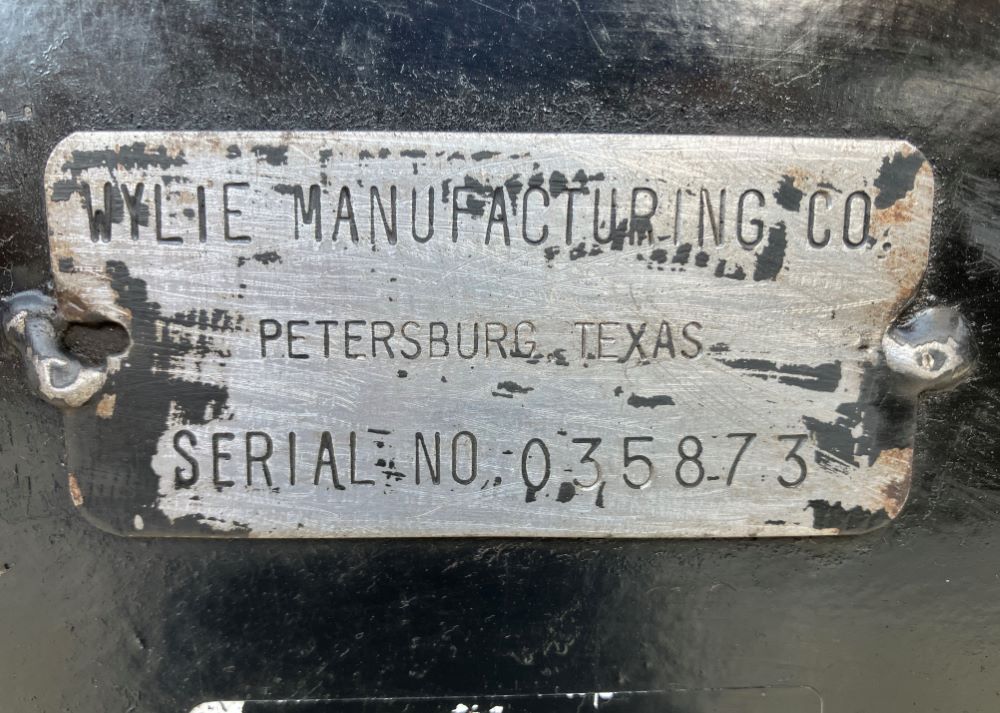 WYLIE MANUFACTURING CO.
PETERSBURG, TEXAS
SERIAL NO. 035873